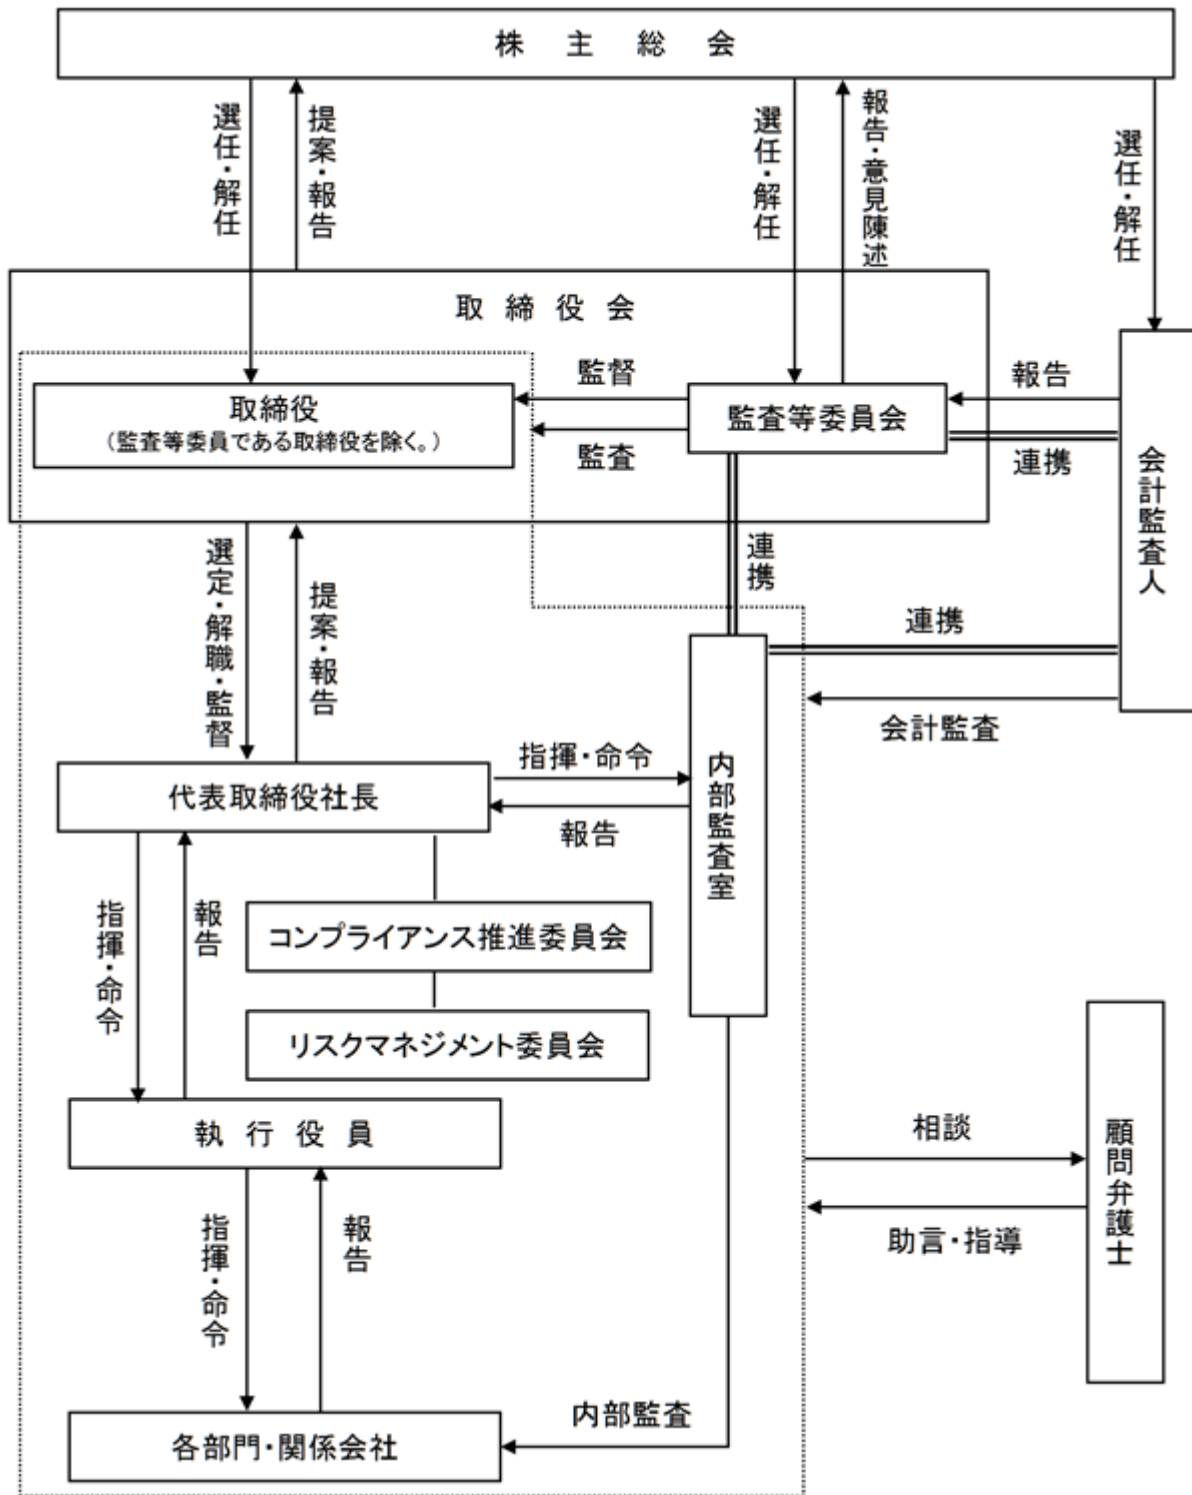 株主総会
選任・解任
提案・報告
選任・解任
報告・意見陳述
選任・解任
取締役会
取締役
（監査等委員である取締役を除く。）
監督
監査
監査等委員会
報告
連携
会計監査人
選定・解職・監督
提案・報告
連携
連携
会計監査
代表取締役社長
指揮・命令
報告
内部監査室
指揮・命令
報告
コンプライアンス推進委員会
リスクマネジメント委員会
執行役員
相談
助言・指導
顧問弁護士
指揮・命令
報告
内部監査
各部門・関係会社